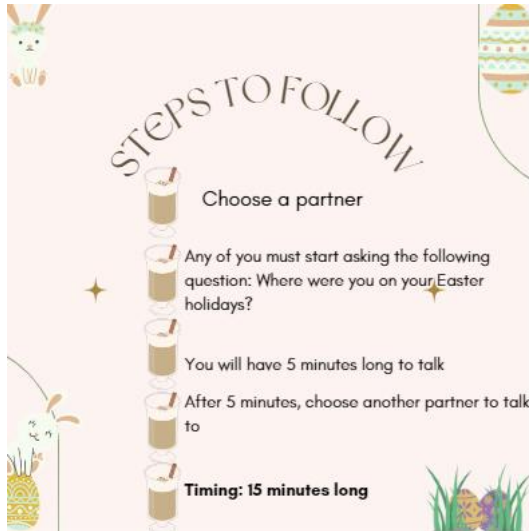 STEPS TO FOLLOW
Choose a partner
Any of you must start asking the following
question: Where were you on your Easter
holidays?
You will have 5 minutes long to talk
After 5 minutes, choose another partner to talk
to
Timing: 15 minutes long